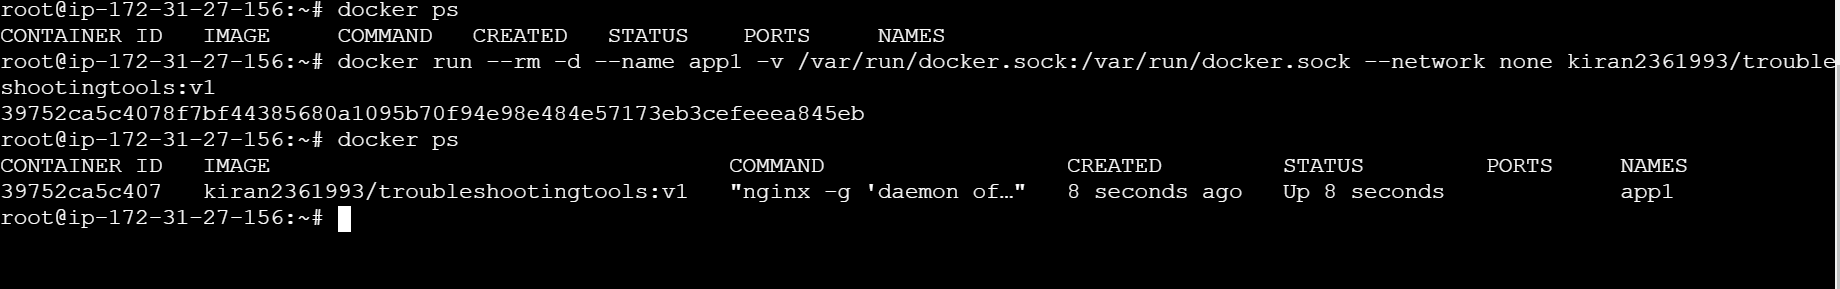 root@ip-172-31-27-156:~# docker ps
CONTAINER ID   IMAGE     COMMAND   CREATED   STATUS    PORTS     NAMES
root@ip-172-31-27-156:~# docker run --rm -d --name app1 -v /var/run/docker.sock:/var/run/docker.sock --network none kiran2361993/trouble
shootingtools:v1
39752ca5c4078f7bf44385680a1095b70f94e98e484e57173eb3cefeeea845eb
root@ip-172-31-27-156:~# docker ps
CONTAINER ID   IMAGE                                  COMMAND                  CREATED         STATUS         PORTS     NAMES
39752ca5c407   kiran2361993/troubleshootingtools:v1   "nginx -g 'daemon of…"   8 seconds ago   Up 8 seconds             app1
root@ip-172-31-27-156:~#